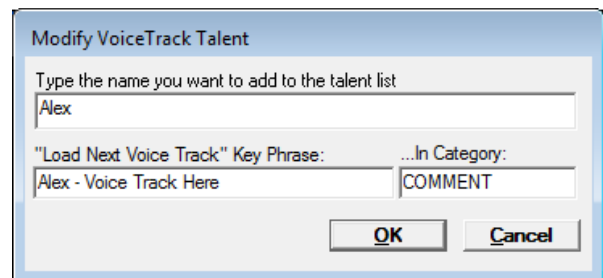 Modify VoiceTrack Talent
Type the name you want to add to the talent list
Alex
"Load Next Voice Track" Key Phrase: ...In Category:
Alex - Voice Track Here COMMENT
OK Cancel